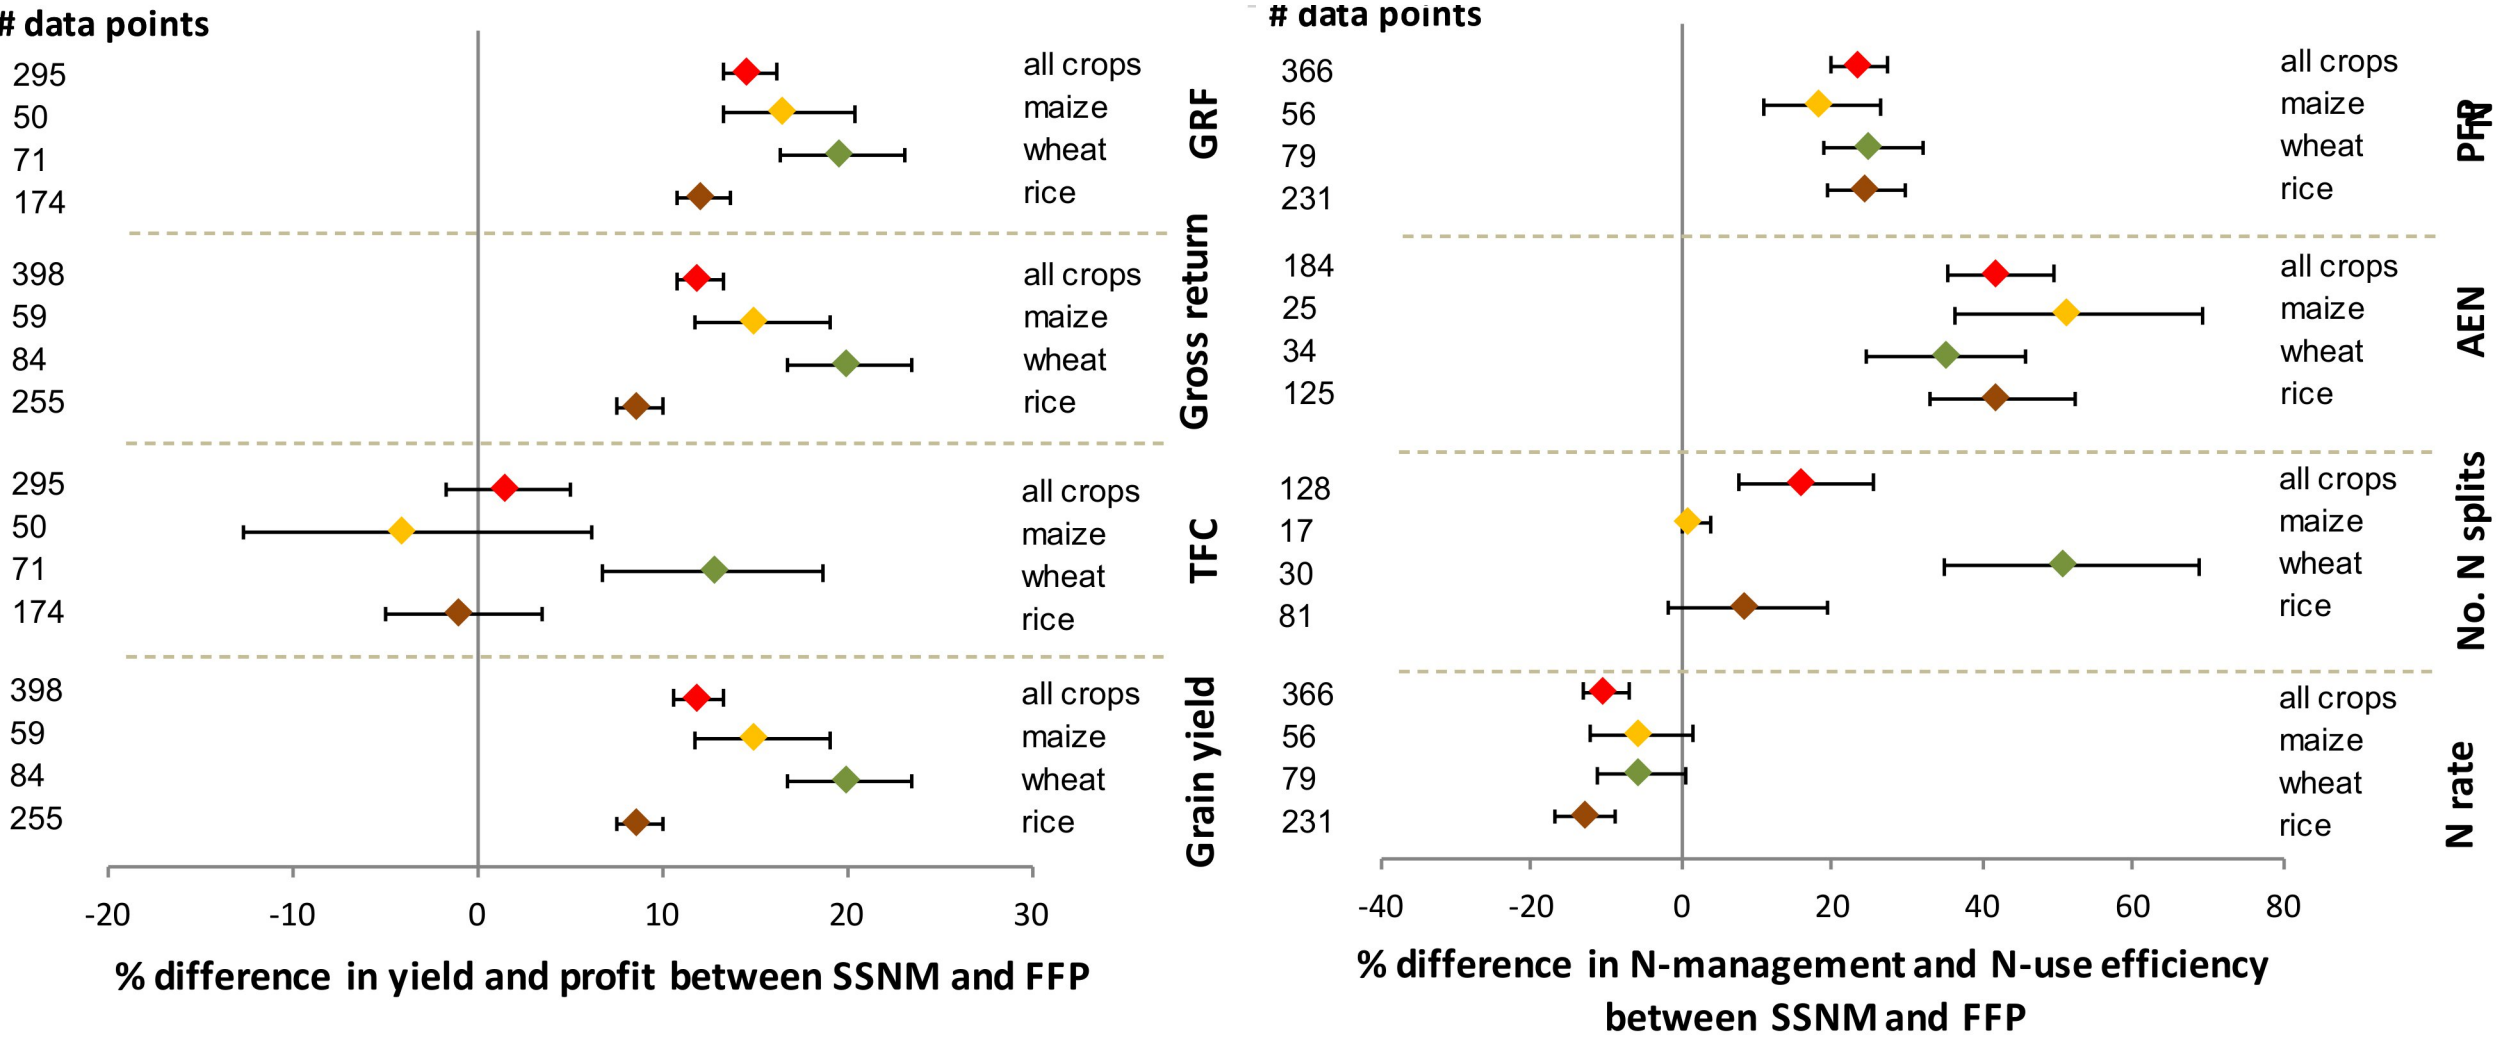 # data points
295 all crops
50 maize
71 wheat
174 rice
GRF
398 all crops
59 maize
84 wheat
255 rice
Gross return
295 all crops
50 maize
71 wheat
174 rice
TFC
398 all crops
59 maize
84 wheat
255 rice
Grain yield
-20 -10 0 10 20 30
% difference in yield and profit between SSNM and FFP
# data points
366 all crops
56 maize
79 wheat
231 rice
PFP N
184 all crops
25 maize
34 wheat
125 rice
AEN
128 all crops
17 maize
30 wheat
81 rice
No. N splits
366 all crops
56 maize
79 wheat
231 rice
N rate
-40 -20 0 20 40 60 80
% difference in N-management and N-use efficiency
between SSNM and FFP